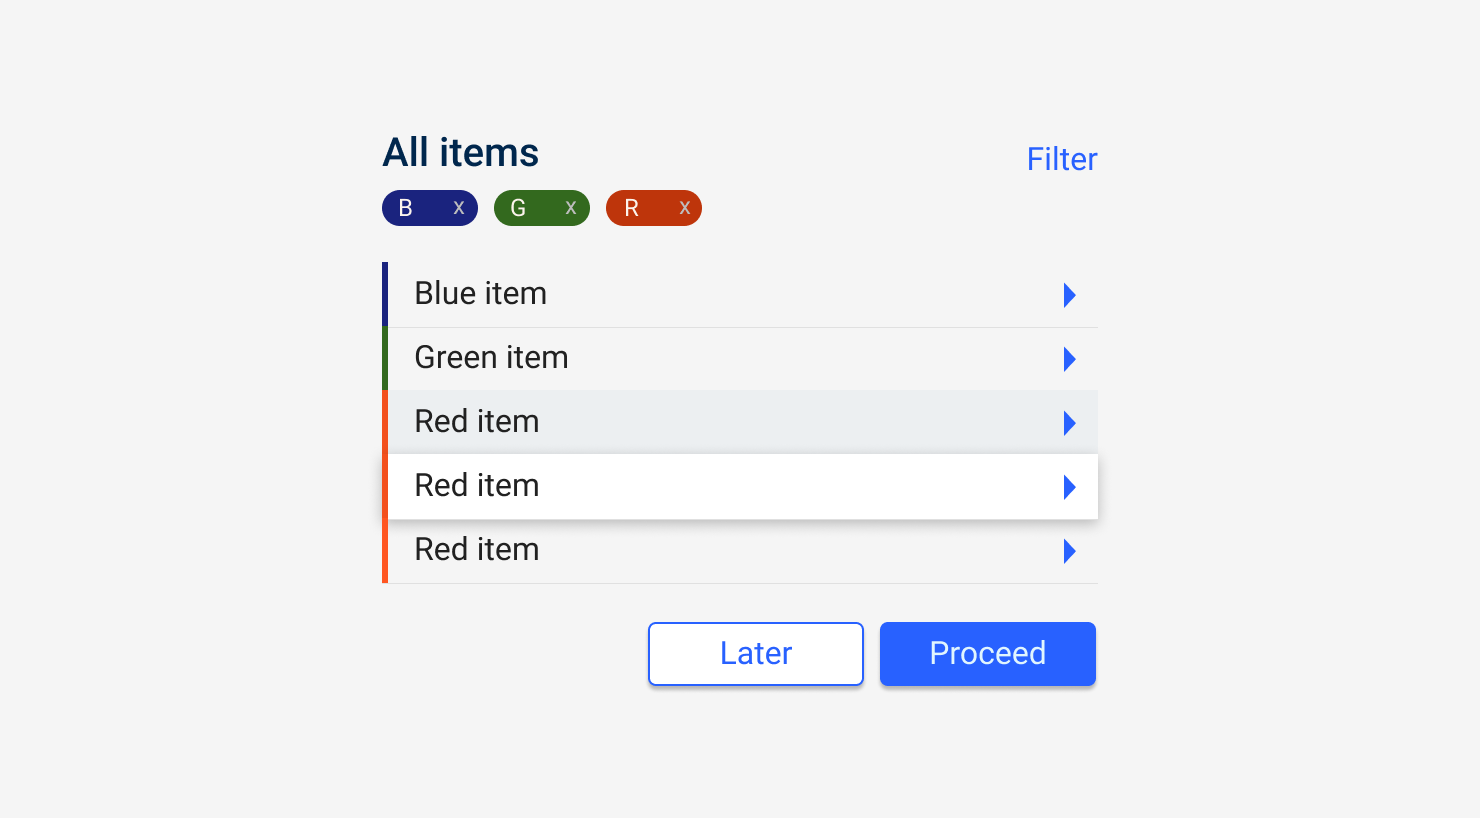 All items
Filter
B x G x R x
Blue item
Green item
Red item
Red item
Red item
Later Proceed